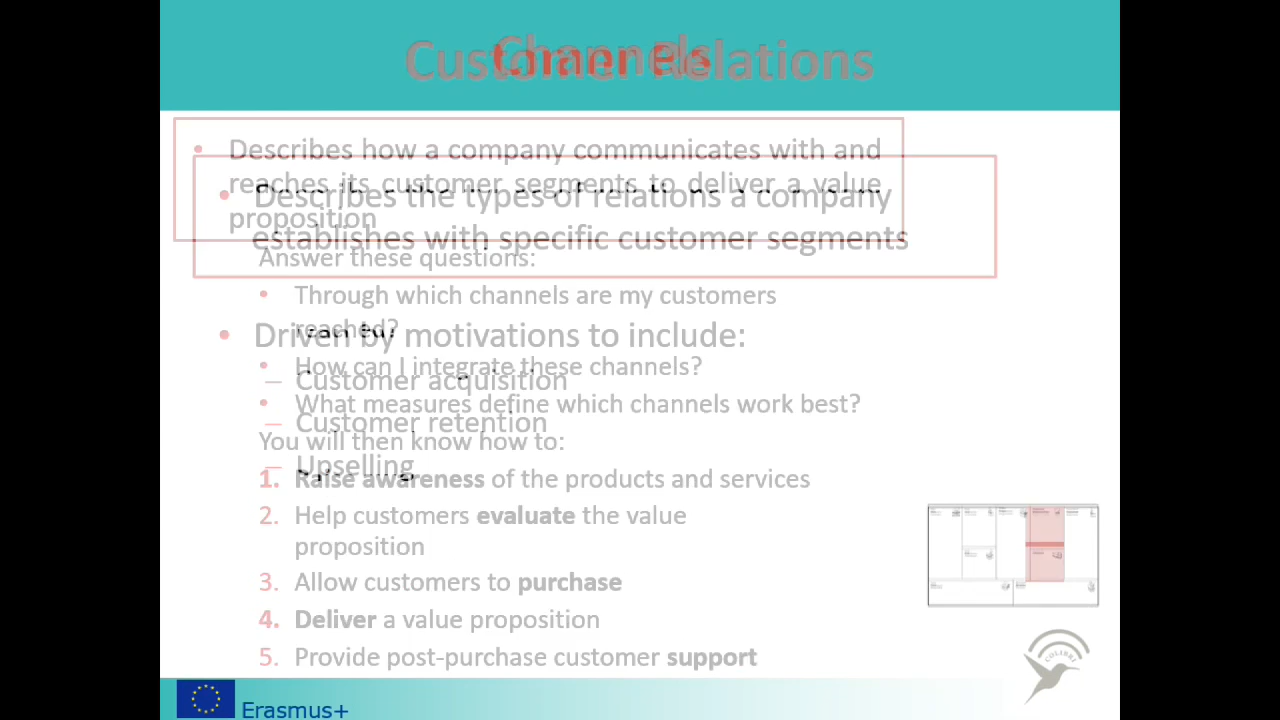 Channels
Customer Relations
Describes how a company communicates with and
reaches its customer segments to deliver a value
proposition
Answer these questions:
• Through which channels are my customers
reached?
• How can I integrate these channels?
• What measures define which channels work best?
You will then know how to:
1. Raise awareness of the products and services
2. Help customers evaluate the value
proposition
3. Allow customers to purchase
4. Deliver a value proposition
5. Provide post-purchase customer support
• Describes the types of relations a company
establishes with specific customer segments
• Driven by motivations to include:
– Customer acquisition
– Customer retention
– Upselling
COLIBRI
Erasmus+